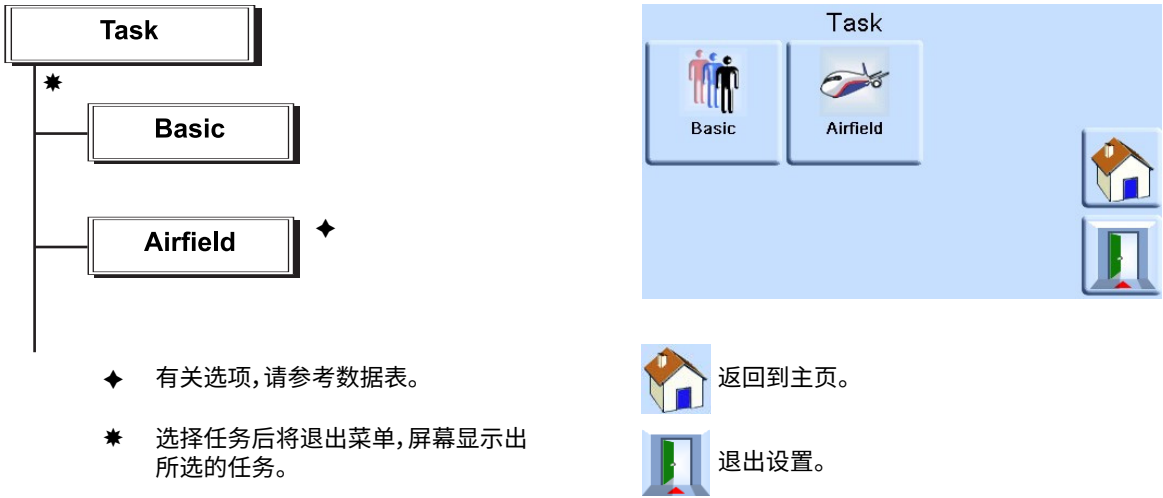 Task
Basic
Airfield
✦ 有关选项,请参考数据表。
✸ 选择任务后将退出菜单,屏幕显示出
所选的任务。
Task
Basic
Airfield
返回到主页。
退出设置。